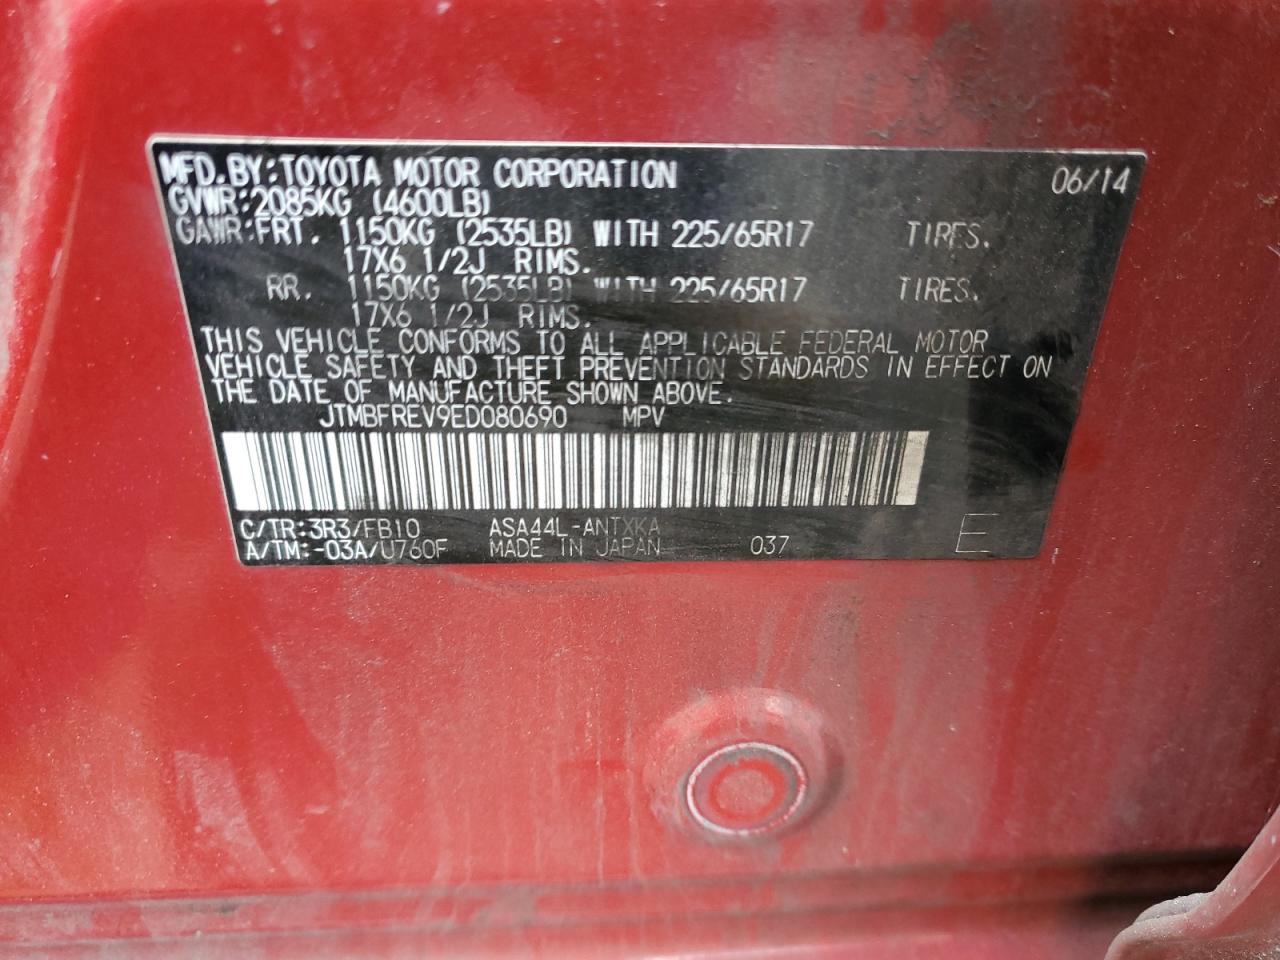 MFD.BY:TOYOTA MOTOR CORPORATION 06/14
GVWR:2085KG (4600LB)
GAWR:FRT. 1150KG (2535LB) WITH 225/65R17 TIRES.
17X6 1/2J RIMS.
RR. 1150KG (2535LB) WITH 225/65R17 TIRES.
17X6 1/2J RIMS.
THIS VEHICLE CONFORMS TO ALL APPLICABLE FEDERAL MOTOR
VEHICLE SAFETY AND THEFT PREVENTION STANDARDS IN EFFECT ON
THE DATE OF MANUFACTURE SHOWN ABOVE.
JTMBFREV9ED080690 MPV
C/TR:3R3/FB10 ASA44L-ANTXKA E
A/TM:-03A/U760F MADE IN JAPAN 037